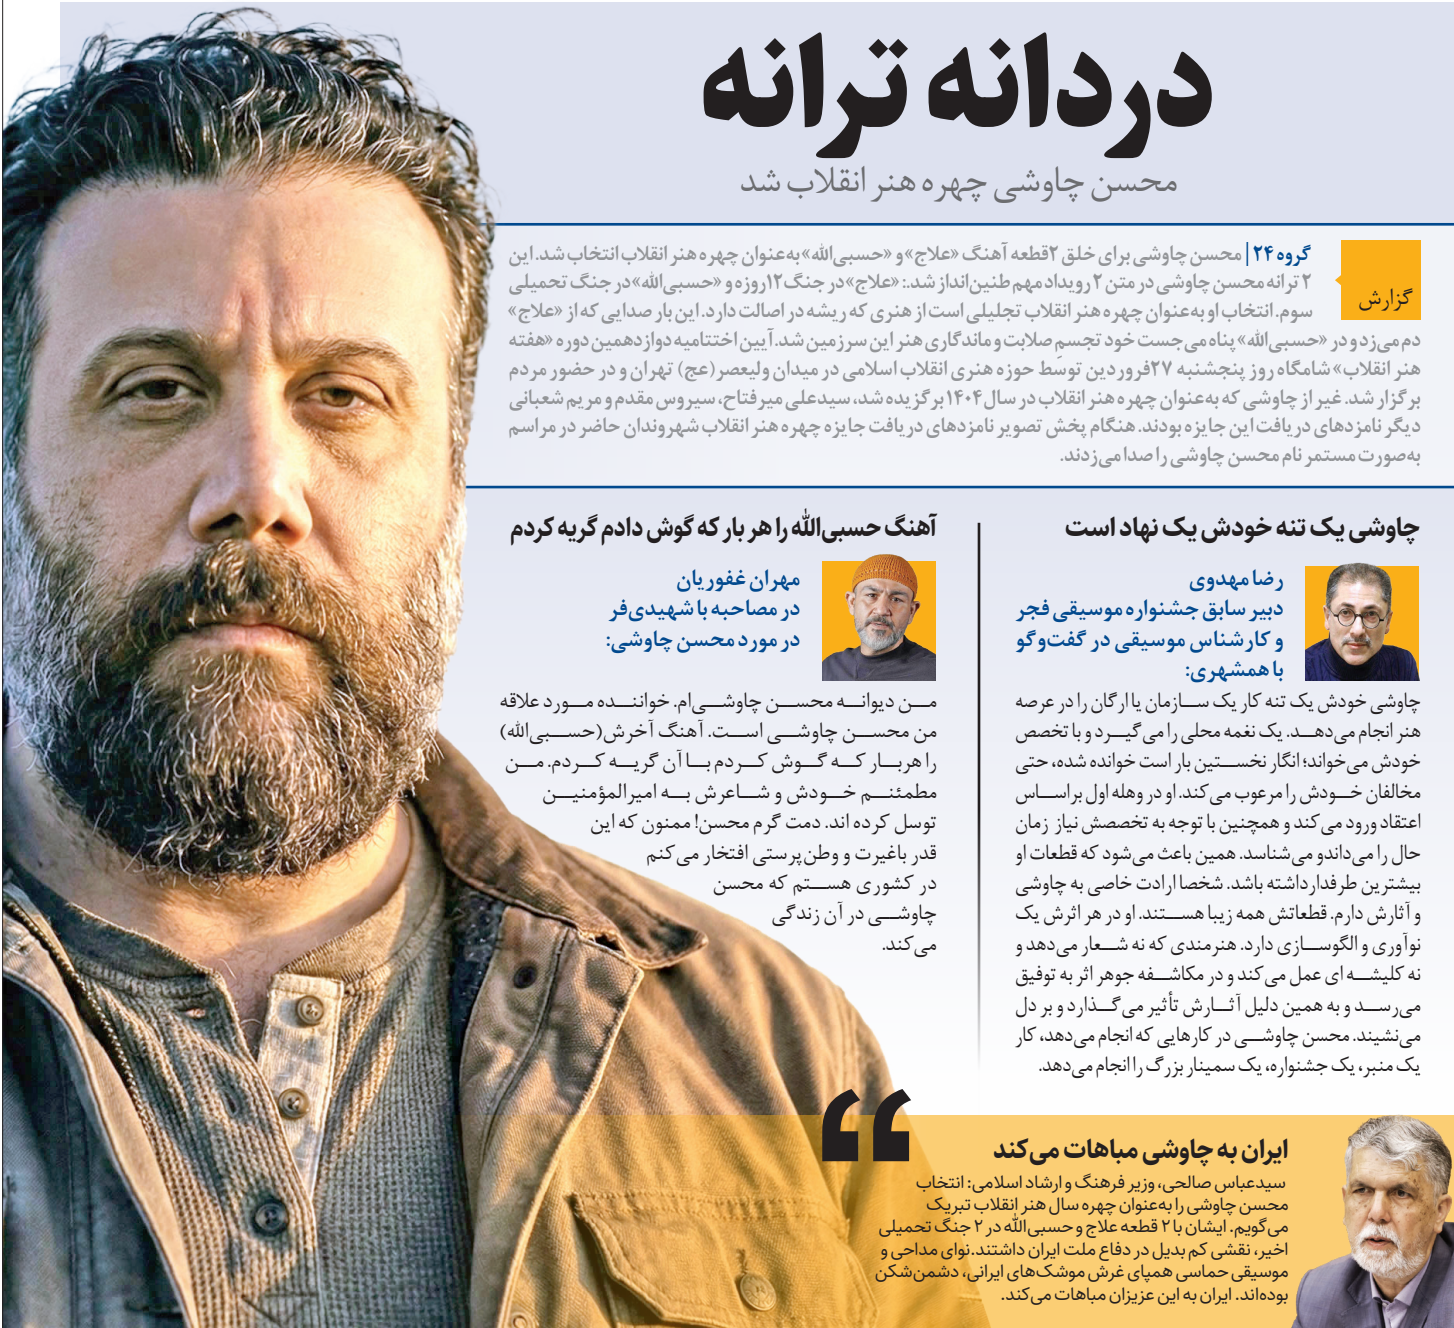 دردانه ترانه
محسن چاوشی چهره هنر انقلاب شد
گزارش
گروه ۲۴ | محسن چاوشی برای خلق ۲قطعه آهنگ «علاج» و «حسبی‌الله» به‌عنوان چهره هنر انقلاب انتخاب شد. این
۲ ترانه محسن چاوشی در متن ۲ رویداد مهم طنین‌انداز شد.: «علاج» در جنگ ۱۲روزه و «حسبی‌الله» در جنگ تحمیلی
سوم. انتخاب او به‌عنوان چهره هنر انقلاب تجلیلی است از هنری که ریشه در اصالت دارد. این بار صدایی که از «علاج»
دم می‌زد و در «حسبی‌الله» پناه می‌جست خود تجسمِ صلابت و ماندگاری هنر این سرزمین شد. آیین اختتامیه دوازدهمین دوره «هفته
هنر انقلاب» شامگاه روز پنجشنبه ۲۷فروردین توسط حوزه هنری انقلاب اسلامی در میدان ولیعصر(عج) تهران و در حضور مردم
برگزار شد. غیر از چاوشی که به‌عنوان چهره هنر انقلاب در سال ۱۴۰۴ برگزیده شد، سیدعلی میرفتاح، سیروس مقدم و مریم شعبانی
دیگر نامزدهای دریافت این جایزه بودند. هنگام پخش تصویر نامزدهای دریافت جایزه چهره هنر انقلاب شهروندان حاضر در مراسم
به‌صورت مستمر نام محسن چاوشی را صدا می‌زدند.
چاوشی یک تنه خودش یک نهاد است
رضا مهدوی
دبیر سابق جشنواره موسیقی فجر
و کارشناس موسیقی در گفت‌وگو
با همشهری:
چاوشی خودش یک تنه کار یک سازمان یا ارگان را در عرصه
هنر انجام می‌دهد. یک نغمه محلی را می‌گیرد و با تخصص
خودش می‌خواند؛ انگار نخستین بار است خوانده شده، حتی
مخالفان خودش را مرعوب می‌کند. او در وهله اول براساس
اعتقاد ورود می‌کند و همچنین با توجه به تخصصش نیاز زمان
حال را می‌داندو می‌شناسد. همین باعث می‌شود که قطعات او
بیشترین طرفدار داشته باشد. شخصا ارادت خاصی به چاوشی
و آثارش دارم. قطعاتش همه زیبا هستند. او در هر اثرش یک
نوآوری و الگوسازی دارد. هنرمندی که نه شعار می‌دهد و
نه کلیشه ای عمل می‌کند و در مکاشفه جوهر اثر به توفیق
می‌رسد و به همین دلیل آثارش تأثیر می‌گذارد و بر دل
می‌نشیند. محسن چاوشی در کارهایی که انجام می‌دهد، کار
یک منبر، یک جشنواره، یک سمینار بزرگ را انجام می‌دهد.
آهنگ حسبی‌الله را هر بار که گوش دادم گریه کردم
مهران غفوریان
در مصاحبه با شهیدی‌فر
در مورد محسن چاوشی:
من دیوانه محسن چاوشی‌ام. خواننده مورد علاقه
من محسن چاوشی است. آهنگ آخرش(حسبی‌الله)
را هربار که گوش کردم با آن گریه کردم. من
مطمئنم خودش و شاعرش به امیرالمؤمنین
توسل کرده اند. دمت گرم محسن! ممنون که این
قدر باغیرت و وطن‌پرستی افتخار می‌کنم
در کشوری هستم که محسن
چاوشی در آن زندگی
می‌کند.
ایران به چاوشی مباهات می‌کند
سیدعباس صالحی، وزیر فرهنگ و ارشاد اسلامی: انتخاب
محسن چاوشی را به‌عنوان چهره سال هنر انقلاب تبریک
می‌گویم. ایشان با ۲ قطعه علاج و حسبی‌الله در ۲ جنگ تحمیلی
اخیر، نقشی کم بدیل در دفاع ملت ایران داشتند.نوای مداحی و
موسیقی حماسی همپای غرش موشک‌های ایرانی، دشمن‌شکن
بوده‌اند. ایران به این عزیزان مباهات می‌کند.